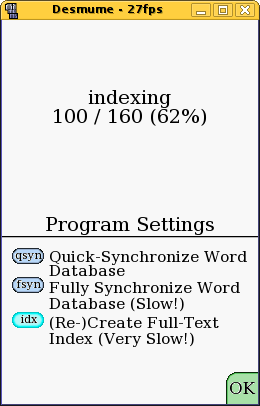 Desmume - 27fps
indexing
100 / 160 (62%)
Program Settings
qsyn Quick-Synchronize Word
Database
fsyn Fully Synchronize Word
Database (Slow!)
idx (Re-)Create Full-Text
Index (Very Slow!)
OK